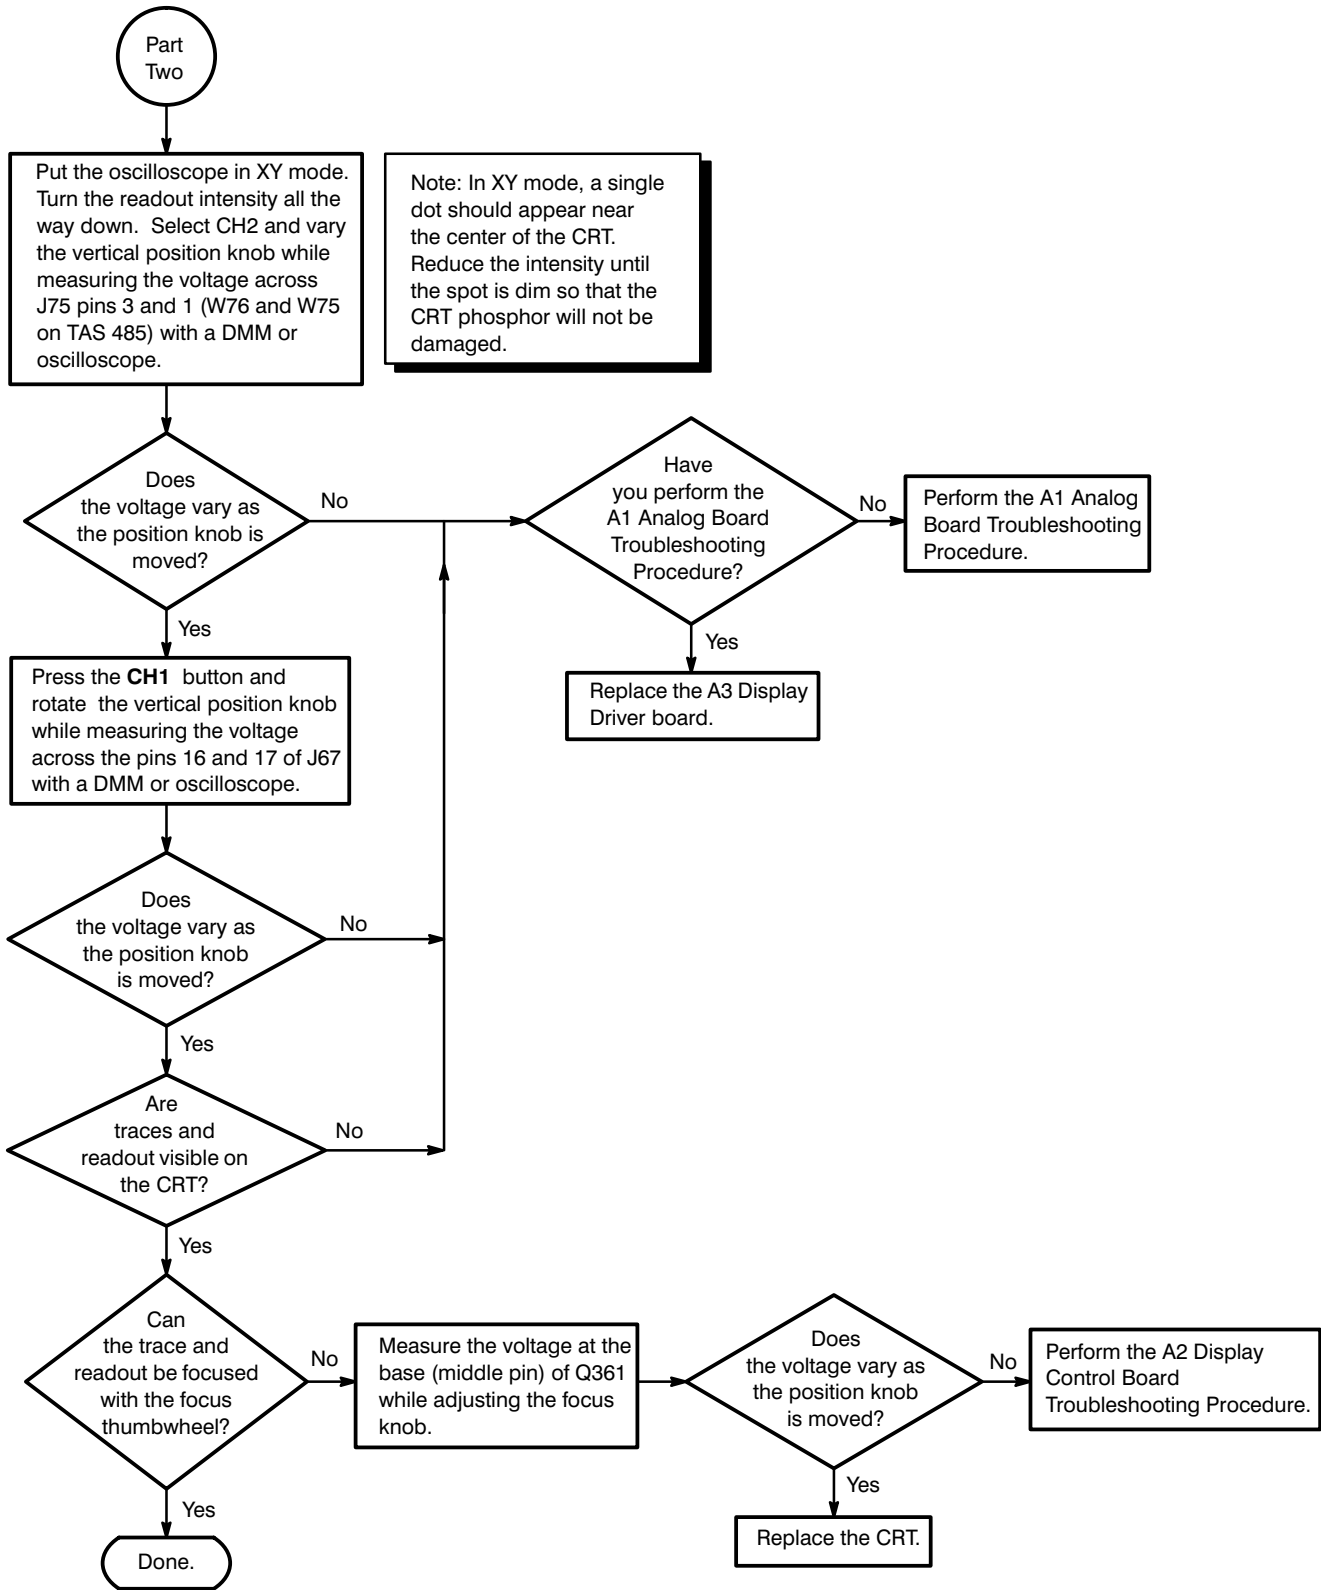 Part
Two
Put the oscilloscope in XY mode.
Turn the readout intensity all the
way down. Select CH2 and vary
the vertical position knob while
measuring the voltage across
J75 pins 3 and 1 (W76 and W75
on TAS 485) with a DMM or
oscilloscope.
Note: In XY mode, a single
dot should appear near
the center of the CRT.
Reduce the intensity until
the spot is dim so that the
CRT phosphor will not be
damaged.
Does
the voltage vary as
the position knob is
moved?
No
Have
you perform the
A1 Analog Board
Troubleshooting
Procedure?
No
Perform the A1 Analog
Board Troubleshooting
Procedure.
Yes
Yes
Replace the A3 Display
Driver board.
Press the CH1 button and
rotate the vertical position knob
while measuring the voltage
across the pins 16 and 17 of J67
with a DMM or oscilloscope.
Does
the voltage vary as
the position knob
is moved?
No
Yes
Are
traces and
readout visible on
the CRT?
No
Yes
Can
the trace and
readout be focused
with the focus
thumbwheel?
No
Measure the voltage at the
base (middle pin) of Q361
while adjusting the focus
knob.
Does
the voltage vary as
the position knob
is moved?
No
Perform the A2 Display
Control Board
Troubleshooting Procedure.
Yes
Replace the CRT.
Yes
Done.